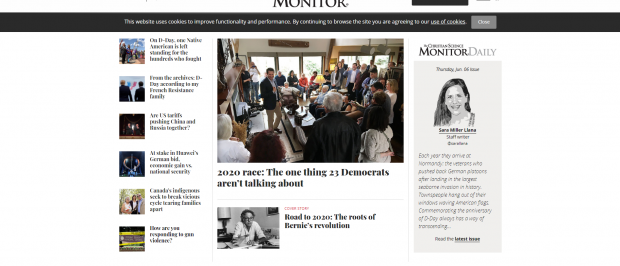 MONITOR
This website uses cookies to improve functionality and performance. By continuing to browse the site you are agreeing to our use of cookies. Close
On D-Day, one Native
American is left
standing for the
hundreds who fought
From the archives: D-
Day according to my
French Resistance
family
Are US tariffs
pushing China and
Russia together?
At stake in Huawei's
German bid,
economic gain vs.
national security
Canada's indigenous
seek to break vicious
cycle tearing families
apart
How are you
responding to gun
violence?
2020 race: The one thing 23 Democrats
aren't talking about
COVER STORY
Road to 2020: The roots of
Bernie's revolution
The CHRISTIAN SCIENCE
MONITOR DAILY
Thursday, Jun. 06 Issue
Sara Miller Llana
Staff writer
@sarallana
Each year they arrive at
Normandy: the veterans who
pushed back German platoons
after landing in the largest
seaborne invasion in history.
Townspeople hang out of their
windows waving American flags.
Commemorating the anniversary
of D-Day always has a way of
transcending...
Read the latest issue